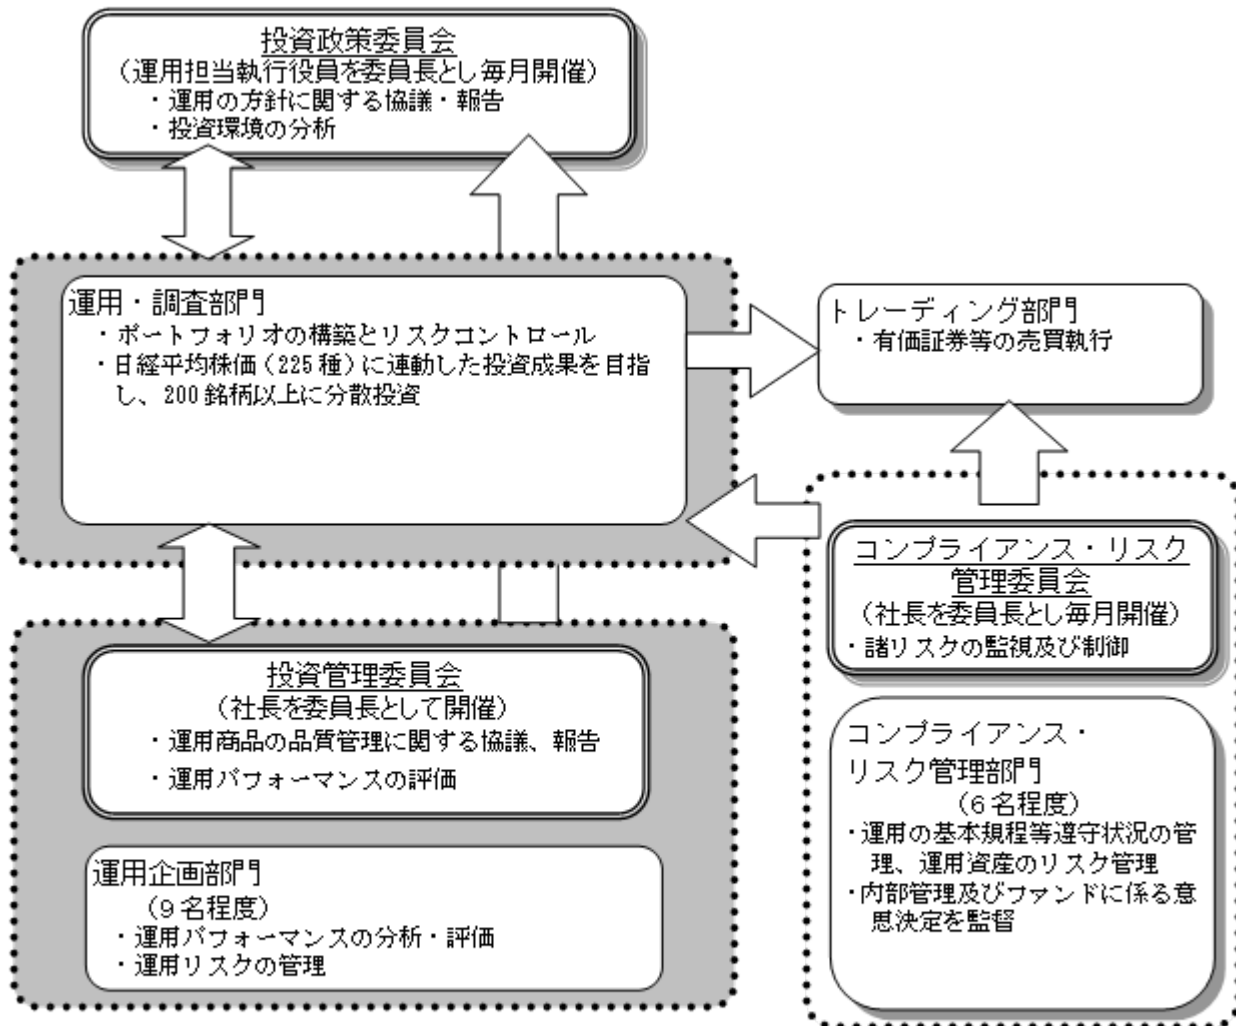 投資政策委員会
（運用担当執行役員を委員長とし毎月開催）
・運用の方針に関する協議・報告
・投資環境の分析
運用・調査部門
・ポートフォリオの構築とリスクコントロール
・日経平均株価（225種）に連動した投資成果を目指
し、200銘柄以上に分散投資
トレーディング部門
・有価証券等の売買執行
コンプライアンス・リスク
管理委員会
（社長を委員長とし毎月開催）
・諸リスクの監視及び制御
投資管理委員会
（社長を委員長として開催）
・運用商品の品質管理に関する協議、報告
・運用パフォーマンスの評価
運用企画部門
（9名程度）
・運用パフォーマンスの分析・評価
・運用リスクの管理
コンプライアンス・
リスク管理部門
（6名程度）
・運用の基本規程等遵守状況の管
理、運用資産のリスク管理
・内部管理及びファンドに係る意
思決定を監督